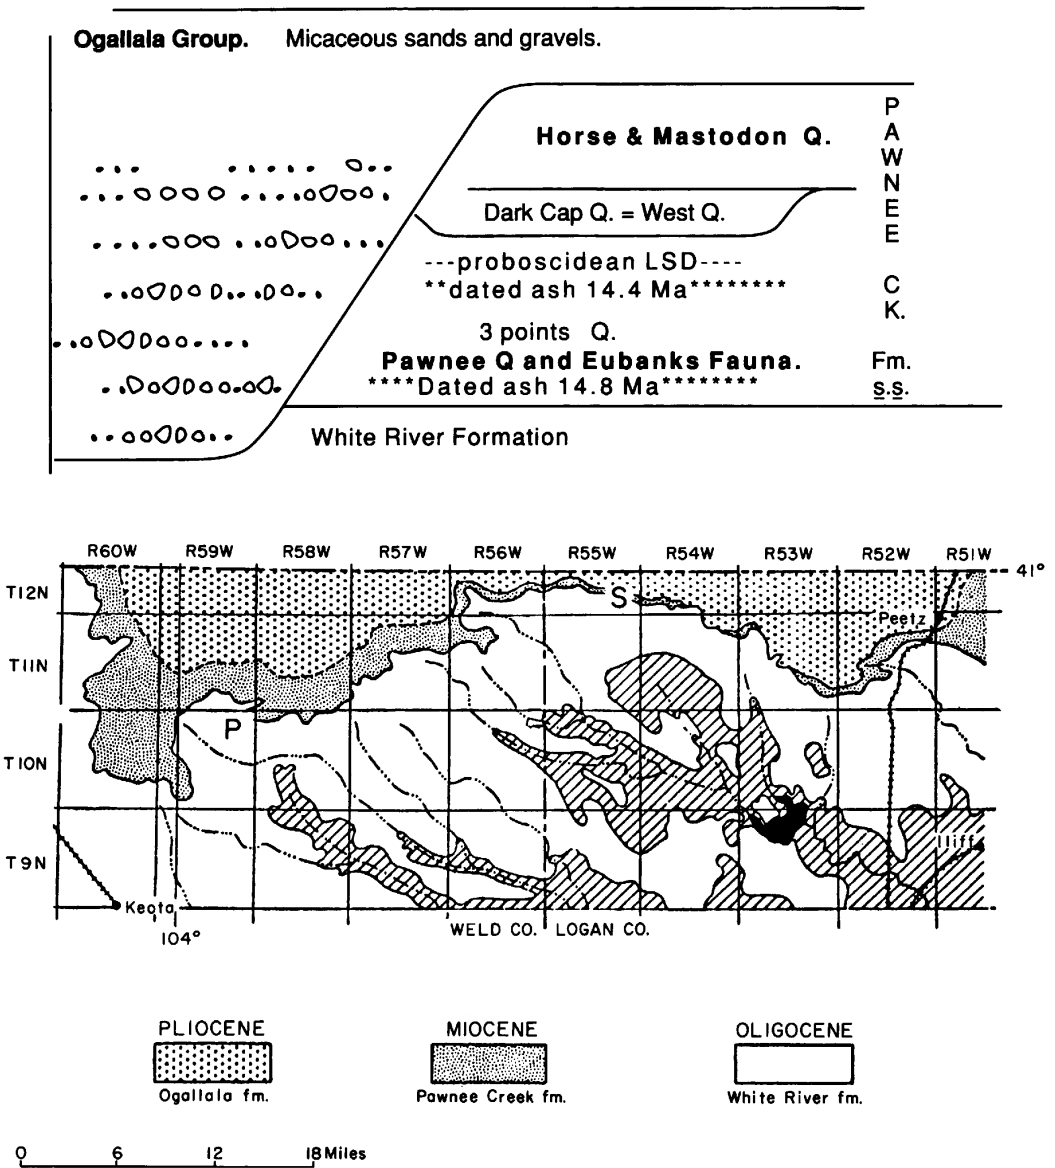 Ogallala Group. Micaceous sands and gravels.
Horse & Mastodon Q.
Dark Cap Q. = West Q.
---proboscidean LSD----
**dated ash 14.4 Ma********
3 points Q.
Pawnee Q and Eubanks Fauna.
****Dated ash 14.8 Ma********
White River Formation
P
A
W
N
E
E
C
K.
Fm.
s.s.
R60W R59W R58W R57W R56W R55W R54W R53W R52W R51W
41°
T12N
S
Peetz
T11N
P
T10N
T9N
Iliff
Keota
104°
WELD CO. LOGAN CO.
PLIOCENE MIOCENE OLIGOCENE
Ogallala fm. Pawnee Creek fm. White River fm.
0 6 12 18 Miles